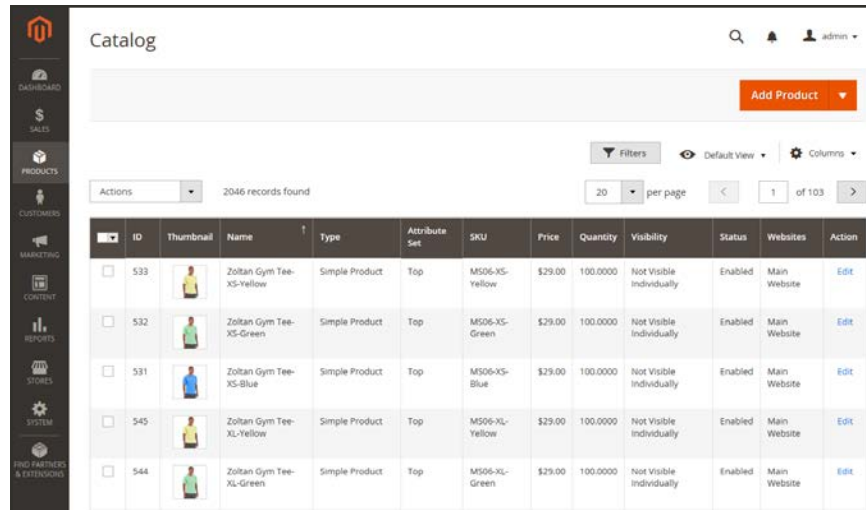 Catalog
admin
DASHBOARD
$
SALES
PRODUCTS
CUSTOMERS
MARKETING
CONTENT
REPORTS
STORES
SYSTEM
FIND PARTNERS
& EXTENSIONS
Add Product
Filters
Default View
Columns
Actions
2046 records found
20
per page
1
of 103
ID Thumbnail Name Type Attribute Set SKU Price Quantity Visibility Status Websites Action
533 Zoltan Gym Tee- Simple Product Top MS06-XS- $29.00 100.0000 Not Visible Enabled Main Edit
XS-Yellow Yellow Individually Website
532 Zoltan Gym Tee- Simple Product Top MS06-XS- $29.00 100.0000 Not Visible Enabled Main Edit
XS-Green Green Individually Website
531 Zoltan Gym Tee- Simple Product Top MS06-XS- $29.00 100.0000 Not Visible Enabled Main Edit
XS-Blue Blue Individually Website
545 Zoltan Gym Tee- Simple Product Top MS06-XL- $29.00 100.0000 Not Visible Enabled Main Edit
XL-Yellow Yellow Individually Website
544 Zoltan Gym Tee- Simple Product Top MS06-XL- $29.00 100.0000 Not Visible Enabled Main Edit
XL-Green Green Individually Website